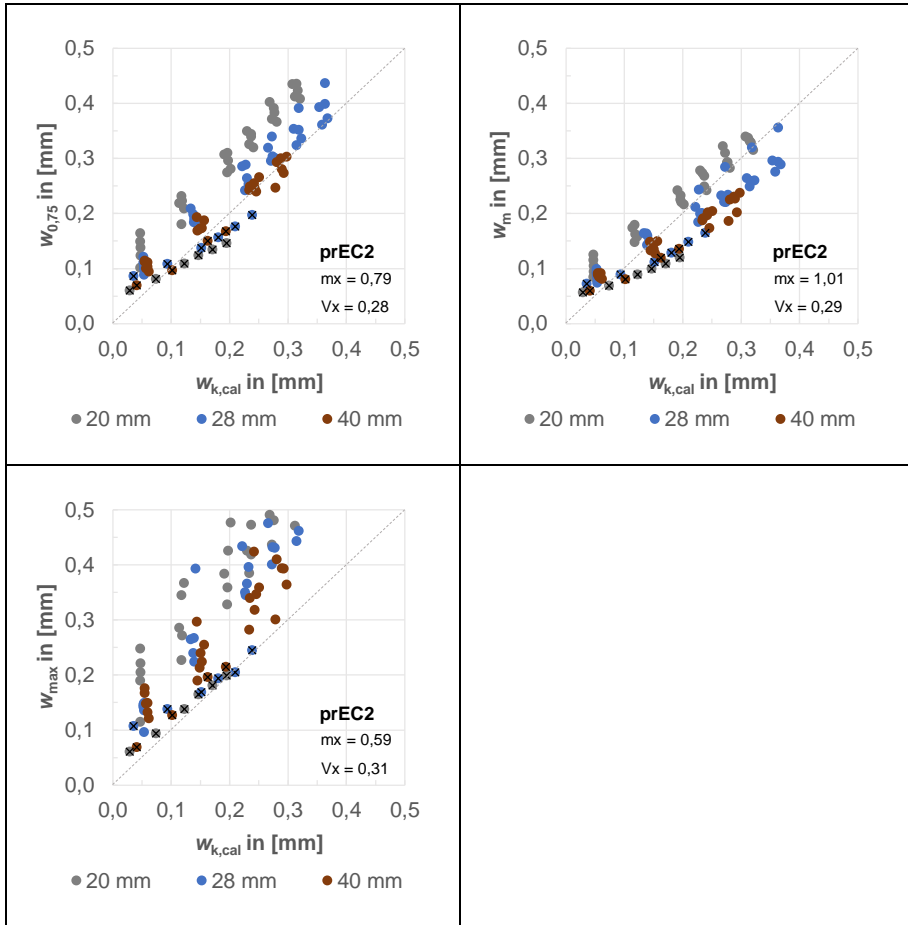 0,5
0,4
0,3
0,2
0,1
0,0
w0,75 in [mm]
prEC2
mx = 0,79
Vx = 0,28
0,0 0,1 0,2 0,3 0,4 0,5
wk,cal in [mm]
20 mm 28 mm 40 mm
0,5
0,4
0,3
0,2
0,1
0,0
wm in [mm]
prEC2
mx = 1,01
Vx = 0,29
0,0 0,1 0,2 0,3 0,4 0,5
wk,cal in [mm]
20 mm 28 mm 40 mm
0,5
0,4
0,3
0,2
0,1
0,0
wmax in [mm]
prEC2
mx = 0,59
Vx = 0,31
0,0 0,1 0,2 0,3 0,4 0,5
wk,cal in [mm]
20 mm 28 mm 40 mm